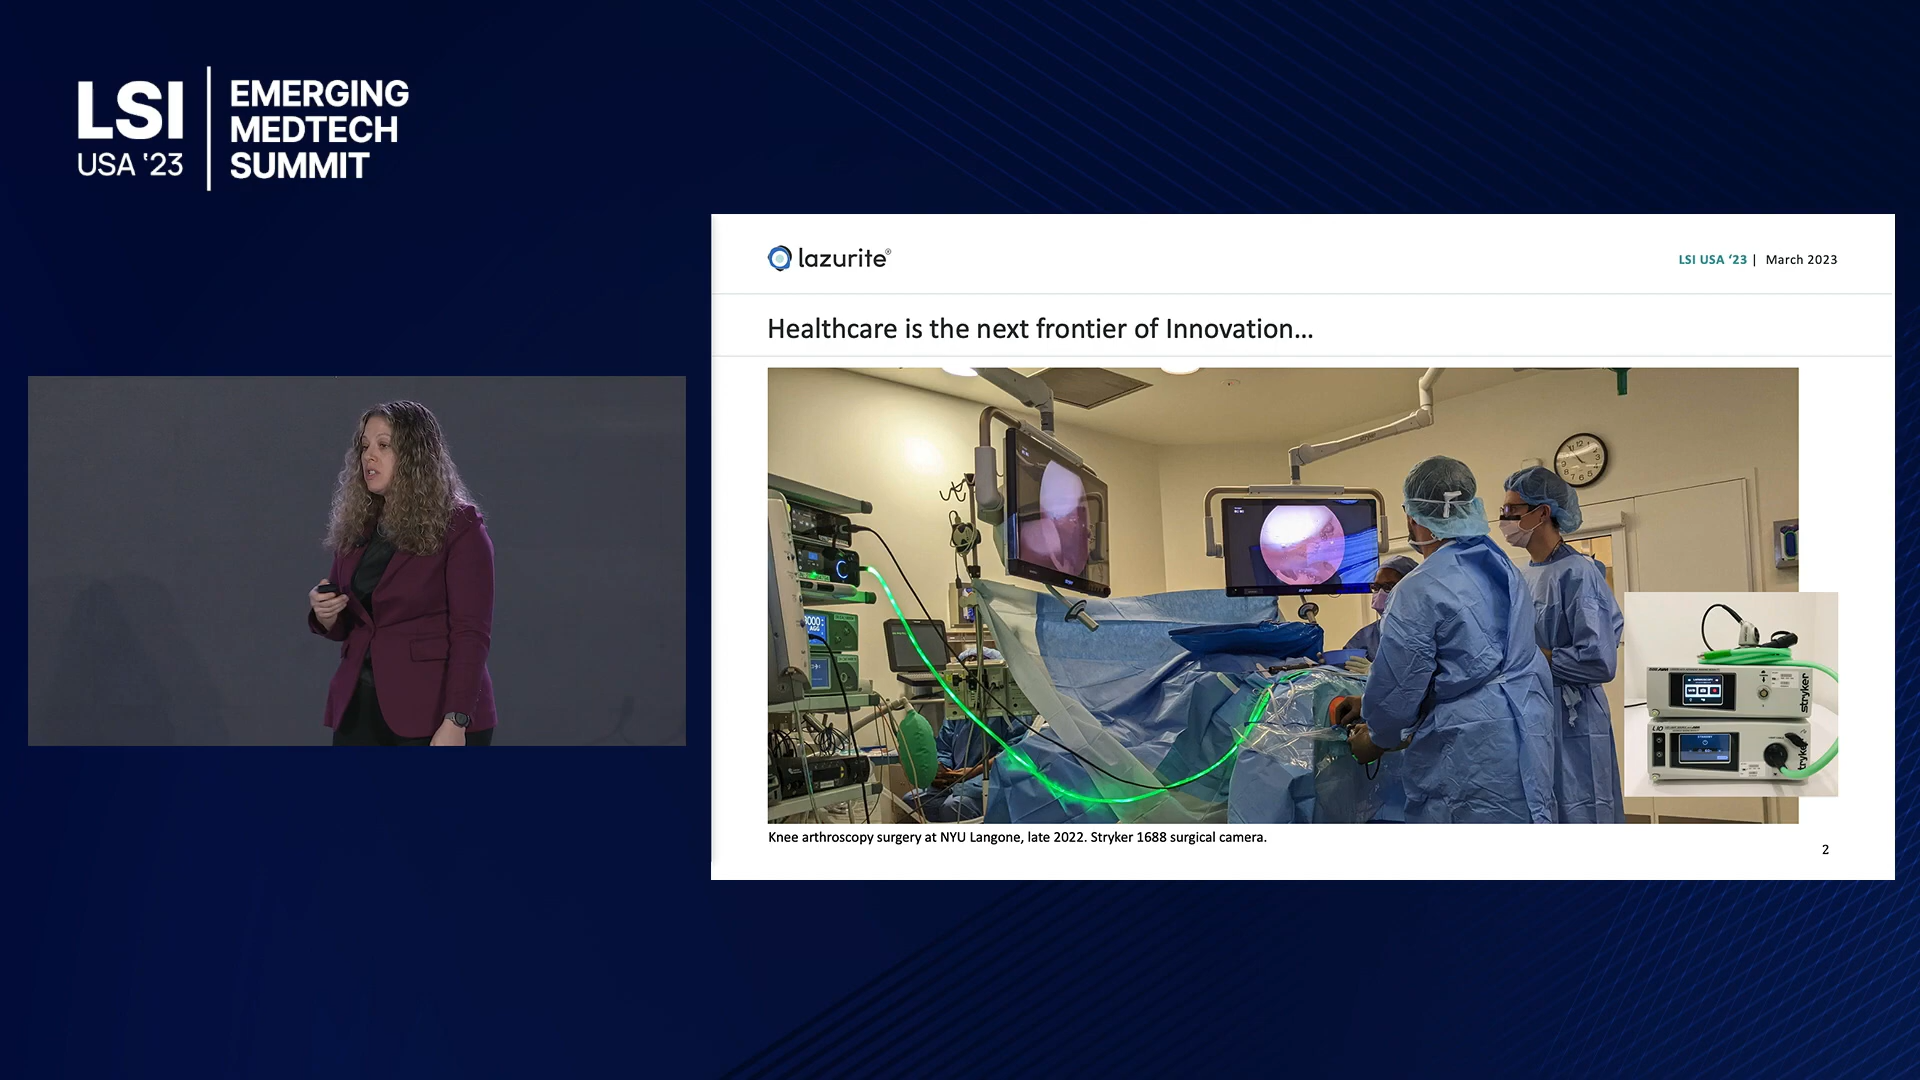 LSI
USA ‘23
EMERGING
MEDTECH
SUMMIT
lazurite®
LSI USA ‘23 | March 2023
Healthcare is the next frontier of Innovation...
stryker
stryker
Knee arthroscopy surgery at NYU Langone, late 2022. Stryker 1688 surgical camera.
2